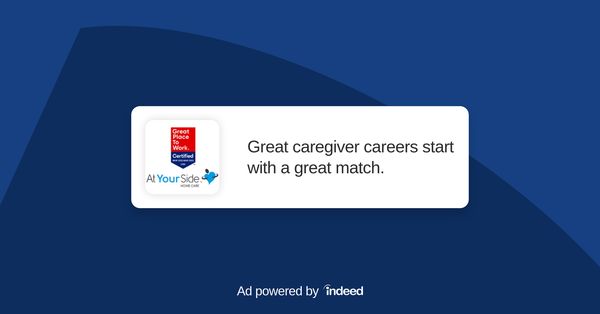 Great
Place
To
Work.
Certified
At Your Side
HOME CARE
Great caregiver careers start
with a great match.
Ad powered by indeed